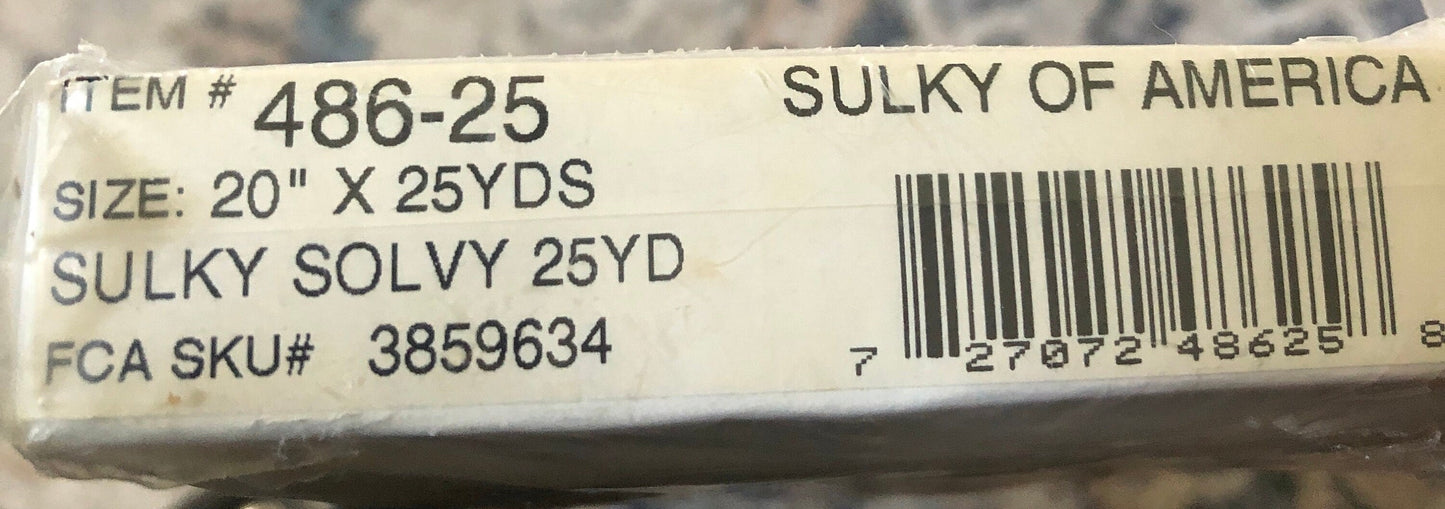 ITEM # 486-25
SULKY OF AMERICA
SIZE: 20" X 25YDS
SULKY SOLVY 25YD
FCA SKU# 3859634
7 27072 48625 8